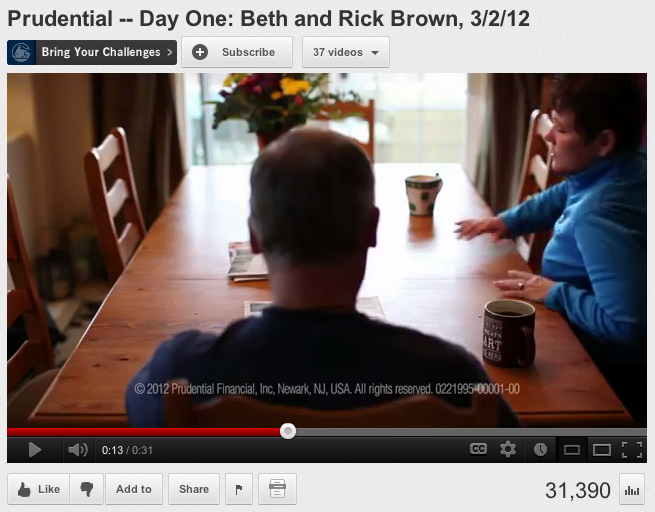 Prudential -- Day One: Beth and Rick Brown, 3/2/12
Bring Your Challenges >
Subscribe
37 videos
ART
© 2012 Prudential Financial, Inc, Newark, NJ, USA. All rights reserved. 0221995-00001-00
0:13 / 0:31
CC
Like
Add to
Share
31,390